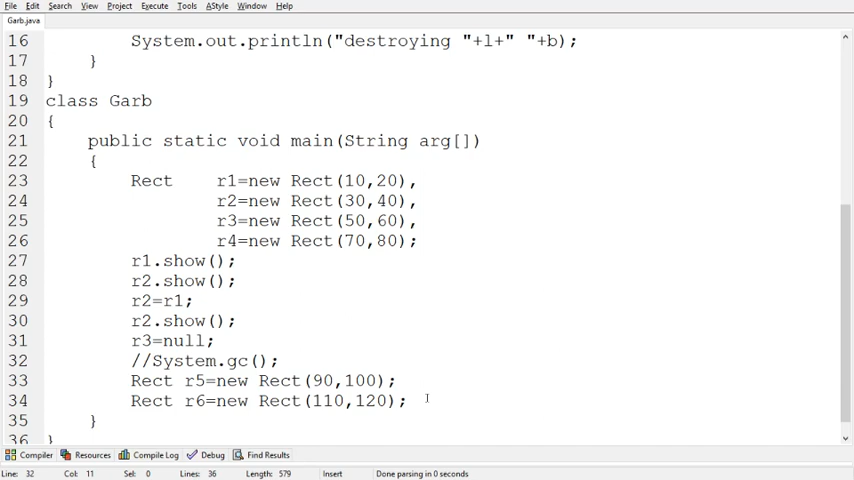 File Edit Search View Project Execute Tools AStyle Window Help
Garb.java
16 System.out.println("destroying "+l+" "+b);
17 }
18 }
19 class Garb
20 {
21 public static void main(String arg[])
22 {
23 Rect r1=new Rect(10,20),
24 r2=new Rect(30,40),
25 r3=new Rect(50,60),
26 r4=new Rect(70,80);
27 r1.show();
28 r2.show();
29 r2=r1;
30 r2.show();
31 r3=null;
32 //System.gc();
33 Rect r5=new Rect(90,100);
34 Rect r6=new Rect(110,120);
35 }
36 }
Compiler Resources Compile Log Debug Find Results
Line: 32 Col: 11 Sel: 0 Lines: 36 Length: 579 Insert Done parsing in 0 seconds